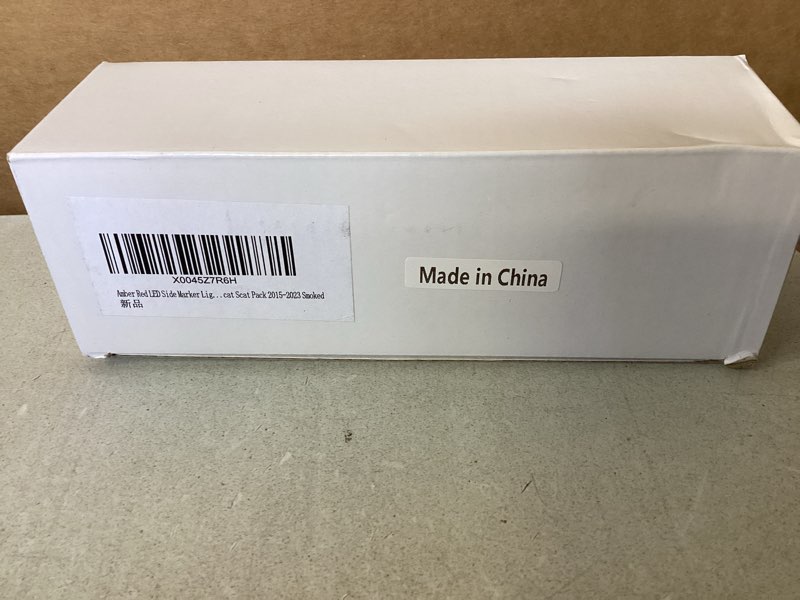 X0045Z7R6H
Amber Red LED Side Marker Lig...cat Scat Pack 2015-2023 Smoked
新品
Made in China